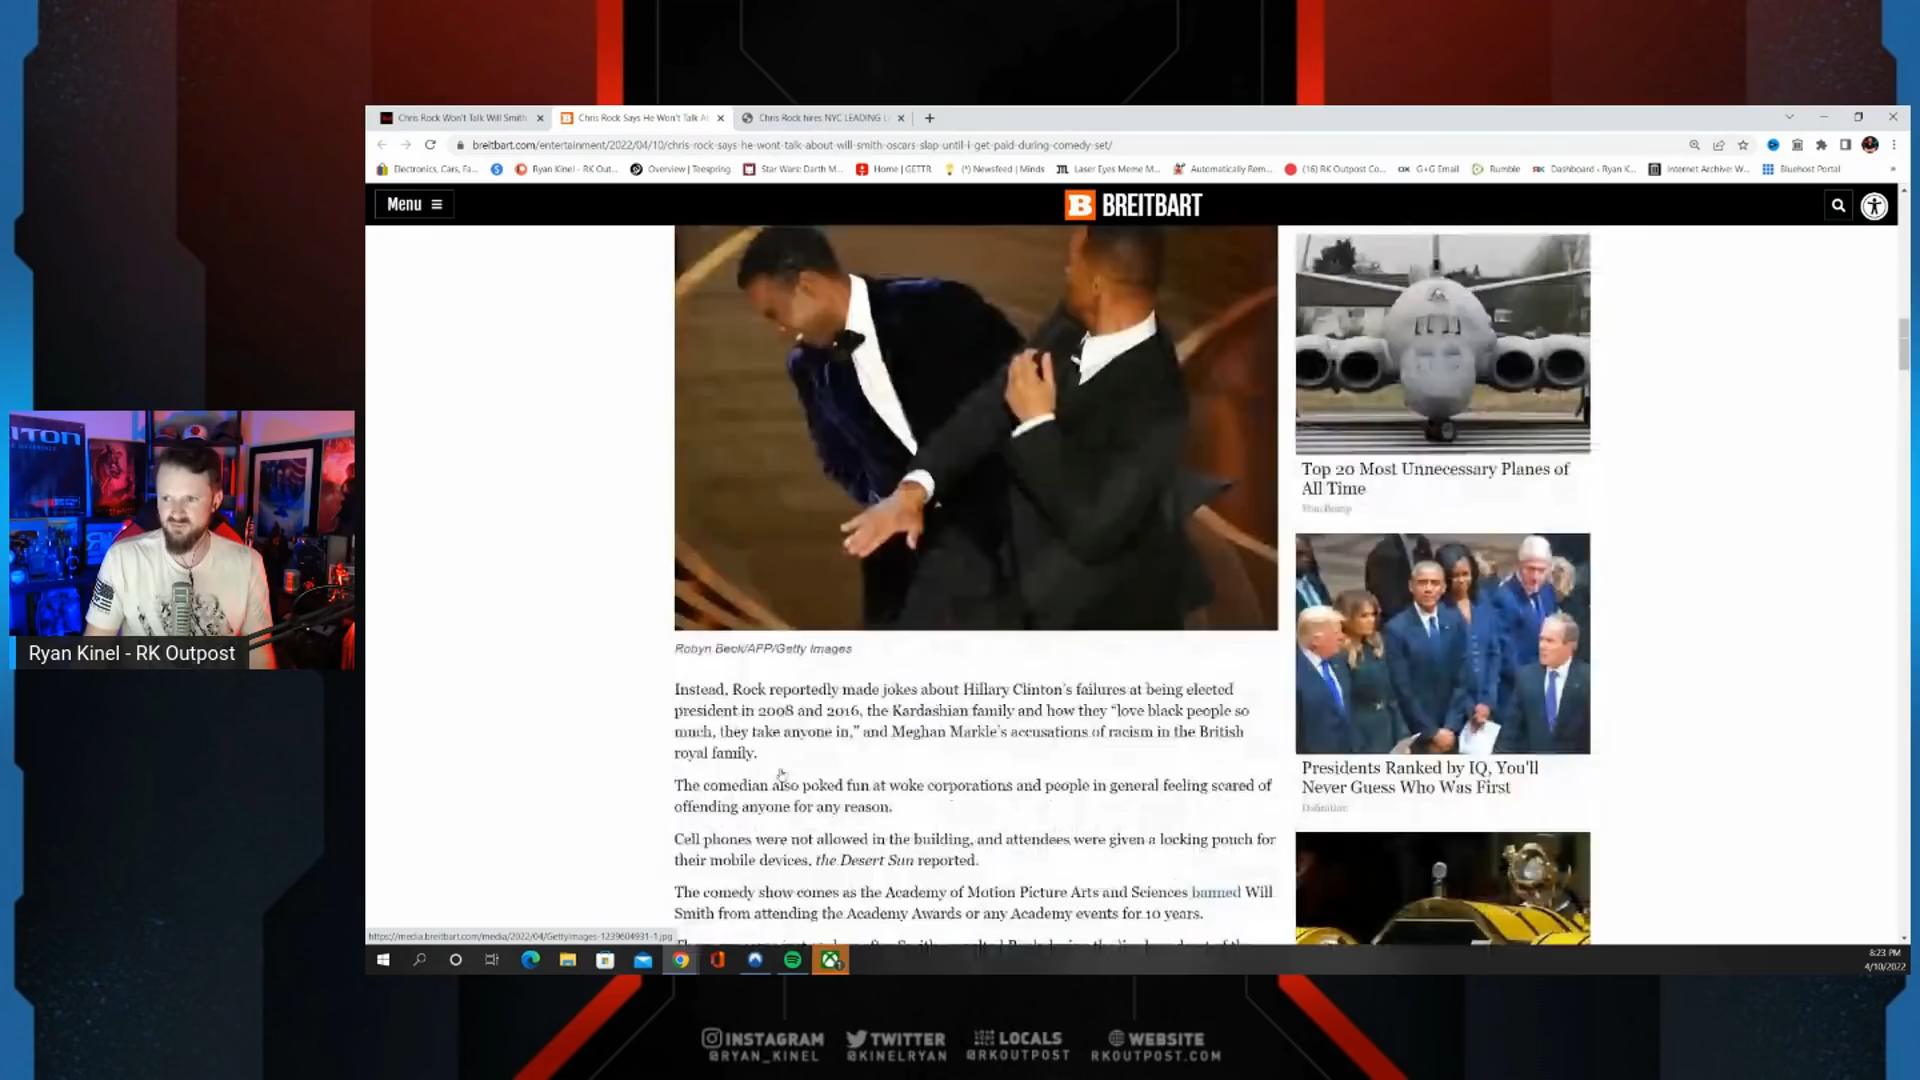 Chris Rock Won't Talk Will Smith
Chris Rock Says He Won't Talk A
Chris Rock hires NYC LEADING L
breitbart.com/entertainment/2022/04/10/chris-rock-says-he-wont-talk-about-will-smith-oscars-slap-until-i-get-paid-during-comedy-set/
Electronics, Cars, Fa...
Ryan Kinel - RK Out...
Overview | Teespring
Star Wars: Darth M...
Home | GETTR
(*) Newsfeed | Minds
Laser Eyes Meme M...
Automatically Rem...
(16) RK Outpost Co...
G+G Email
Rumble
Dashboard ‹ Ryan K...
Internet Archive: W...
Bluehost Portal
»
Menu
B BREITBART
Top 20 Most Unnecessary Planes of
All Time
Presidents Ranked by IQ, You'll
Never Guess Who Was First
TON
Ryan Kinel - RK Outpost
Robyn Beck/AFP/Getty Images
Instead, Rock reportedly made jokes about Hillary Clinton's failures at being elected
president in 2008 and 2016, the Kardashian family and how they “love black people so
much, they take anyone in,” and Meghan Markle's accusations of racism in the British
royal family.
The comedian also poked fun at woke corporations and people in general feeling scared of
offending anyone for any reason.
Cell phones were not allowed in the building, and attendees were given a locking pouch for
their mobile devices, the Desert Sun reported.
The comedy show comes as the Academy of Motion Picture Arts and Sciences banned Will
Smith from attending the Academy Awards or any Academy events for 10 years.
https://media.breitbart.com/media/2022/04/GettyImages-1239604931-1.jpg
8:23 PM
4/10/2022
INSTAGRAM
@RYAN_KINEL
TWITTER
@KINELRYAN
LOCALS
@RKOUTPOST
WEBSITE
RKOUTPOST.COM